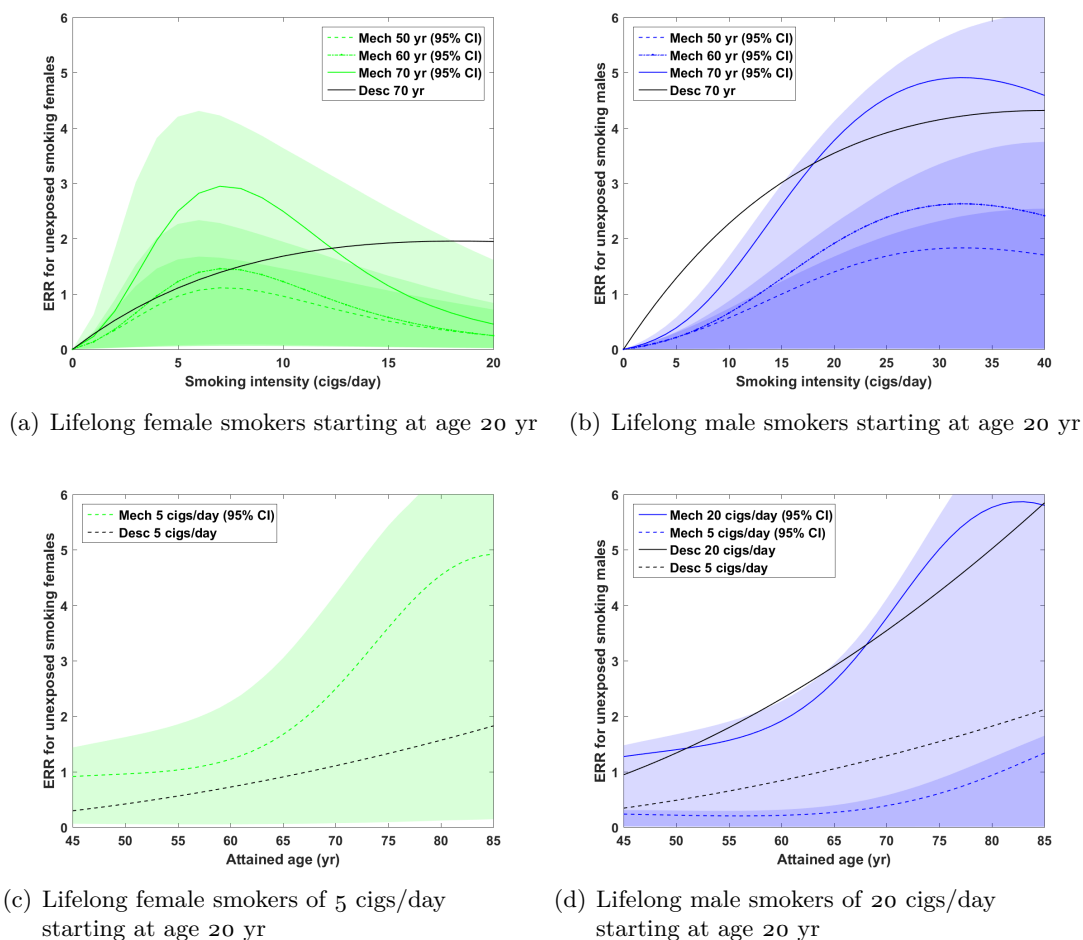 ERR for unexposed smoking females
6
5
4
3
2
1
0
Mech 50 yr (95% CI)
Mech 60 yr (95% CI)
Mech 70 yr (95% CI)
Desc 70 yr
0 5 10 15 20
Smoking intensity (cigs/day)
(a) Lifelong female smokers starting at age 20 yr
ERR for unexposed smoking males
6
5
4
3
2
1
0
Mech 50 yr (95% CI)
Mech 60 yr (95% CI)
Mech 70 yr (95% CI)
Desc 70 yr
0 5 10 15 20 25 30 35 40
Smoking intensity (cigs/day)
(b) Lifelong male smokers starting at age 20 yr
ERR for unexposed smoking females
6
5
4
3
2
1
0
Mech 5 cigs/day (95% CI)
Desc 5 cigs/day
45 50 55 60 65 70 75 80 85
Attained age (yr)
(c) Lifelong female smokers of 5 cigs/day
starting at age 20 yr
ERR for unexposed smoking males
6
5
4
3
2
1
0
Mech 20 cigs/day (95% CI)
Mech 5 cigs/day (95% CI)
Desc 20 cigs/day
Desc 5 cigs/day
45 50 55 60 65 70 75 80 85
Attained age (yr)
(d) Lifelong male smokers of 20 cigs/day
starting at age 20 yr